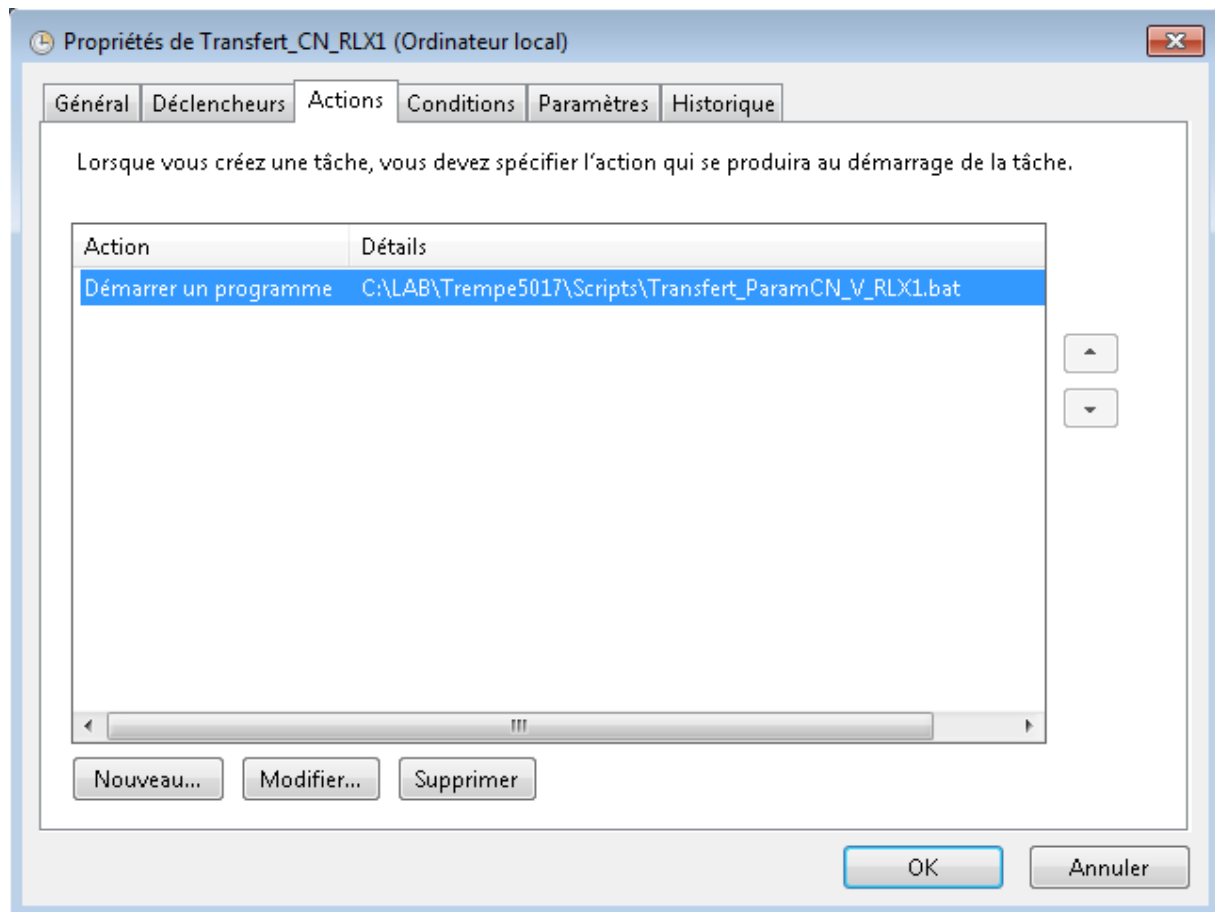 Propriétés de Transfert_CN_RLX1 (Ordinateur local)
Général Déclencheurs Actions Conditions Paramètres Historique
Lorsque vous créez une tâche, vous devez spécifier l'action qui se produira au démarrage de la tâche.
Action Détails
Démarrer un programme C:\LAB\Trempe5017\Scripts\Transfert_ParamCN_V_RLX1.bat
Nouveau... Modifier... Supprimer
OK Annuler